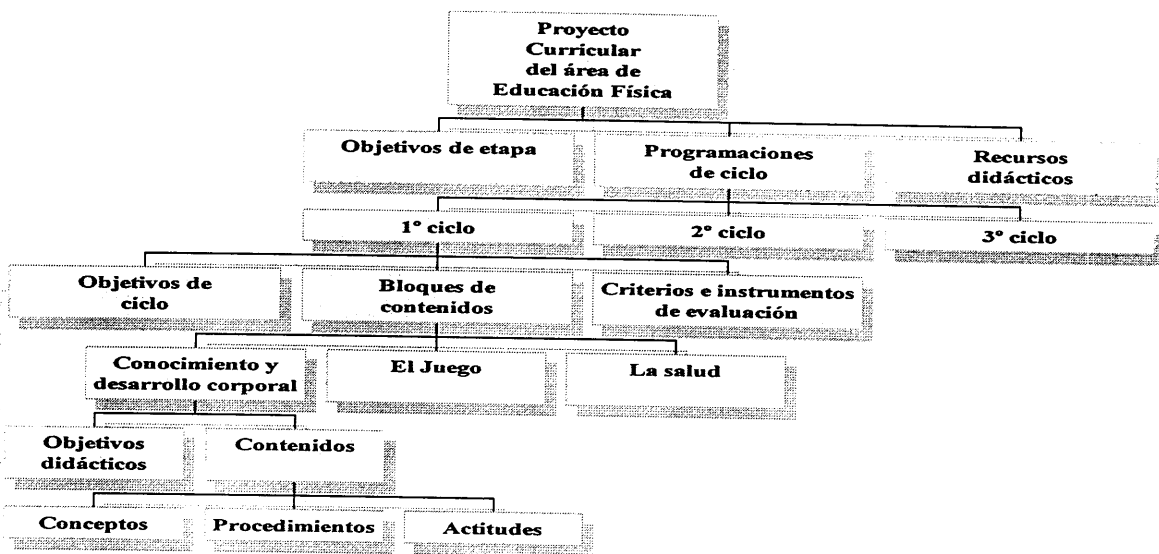 Proyecto
Curricular
del área de
Educación Física
Objetivos de etapa
Programaciones
de ciclo
Recursos
didácticos
1º ciclo
2º ciclo
3º ciclo
Objetivos de
ciclo
Bloques de
contenidos
Criterios e instrumentos
de evaluación
Conocimiento y
desarrollo corporal
El Juego
La salud
Objetivos
didácticos
Contenidos
Conceptos
Procedimientos
Actitudes